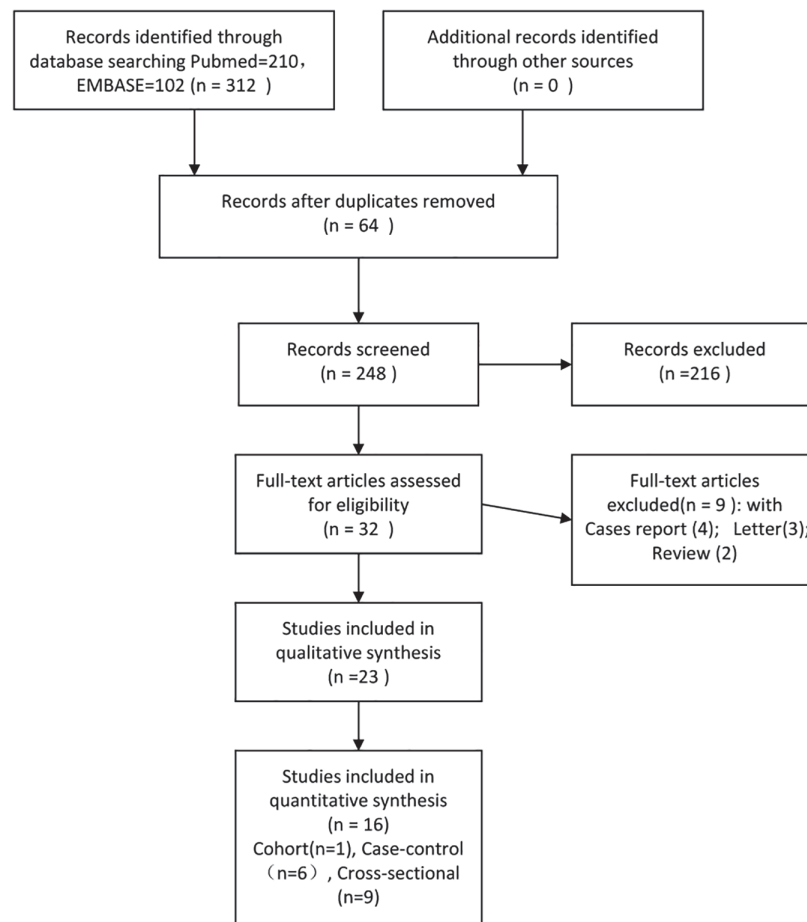 Records identified through
database searching Pubmed=210，
EMBASE=102 (n = 312 )
Additional records identified
through other sources
(n = 0 )
Records after duplicates removed
(n = 64 )
Records screened
(n = 248 )
Records excluded
(n =216 )
Full-text articles assessed
for eligibility
(n = 32 )
Full-text articles
excluded(n = 9 ): with
Cases report (4); Letter(3);
Review (2)
Studies included in
qualitative synthesis
(n =23 )
Studies included in
quantitative synthesis
(n = 16)
Cohort(n=1), Case-control
（n=6）, Cross-sectional
(n=9)